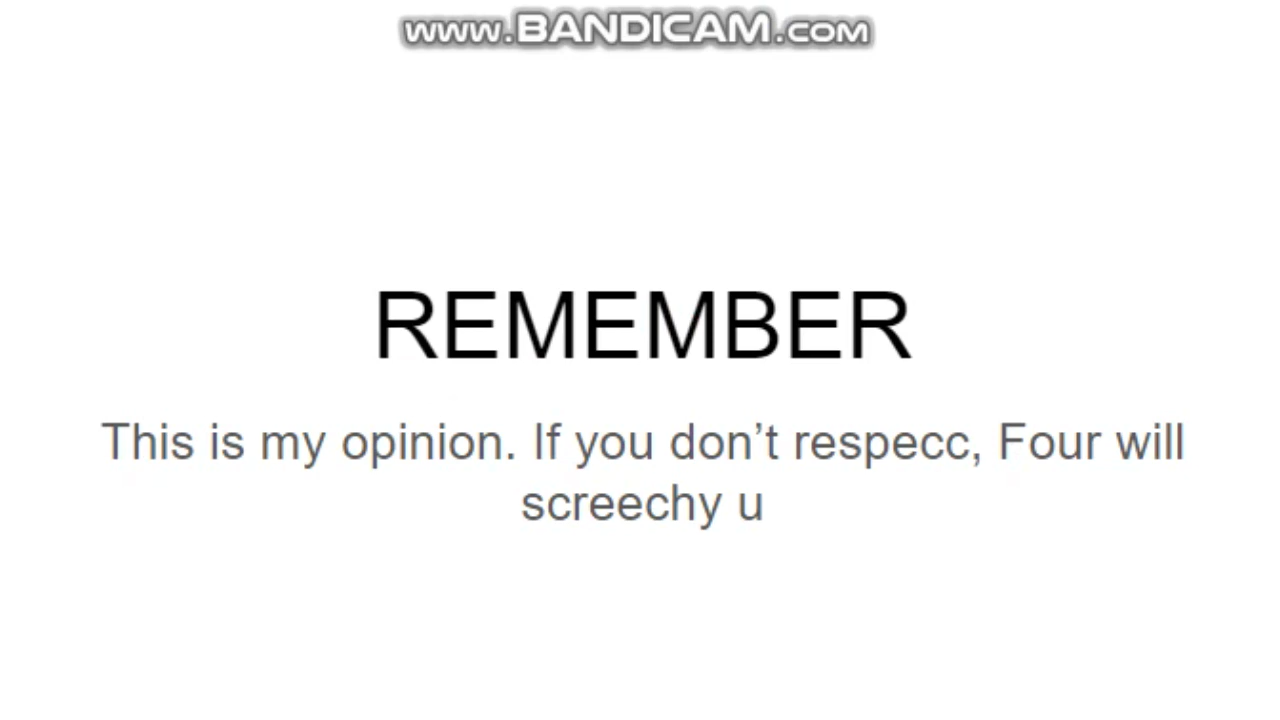 www.BANDICAM.com
REMEMBER
This is my opinion. If you don’t respecc, Four will
screechy u